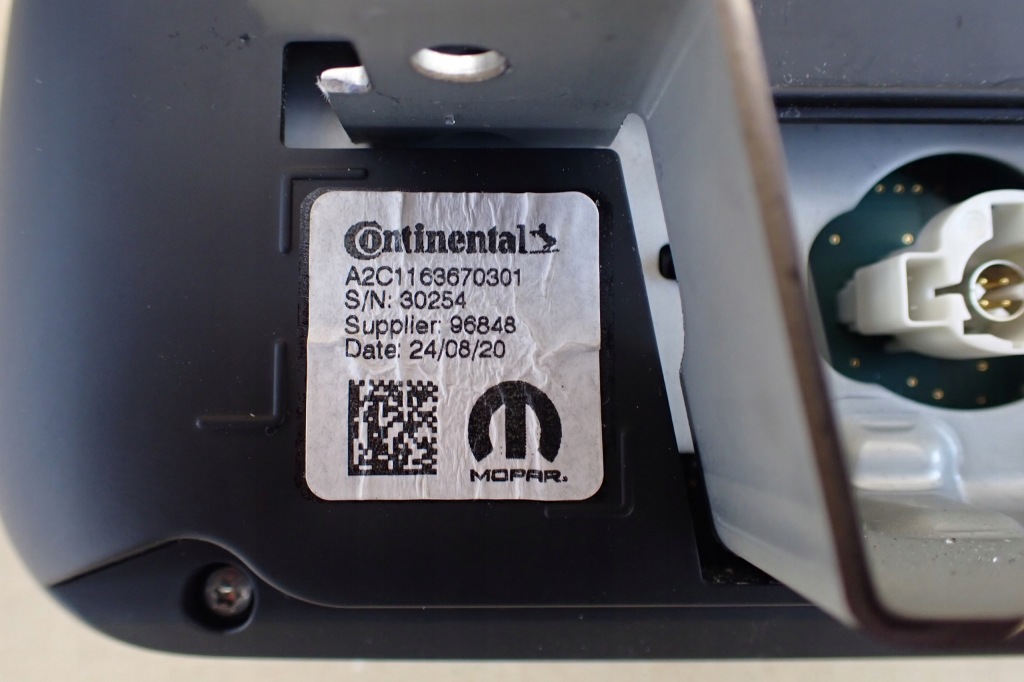 Continental
A2C1163670301
S/N: 30254
Supplier: 96848
Date: 24/08/20
MOPAR.